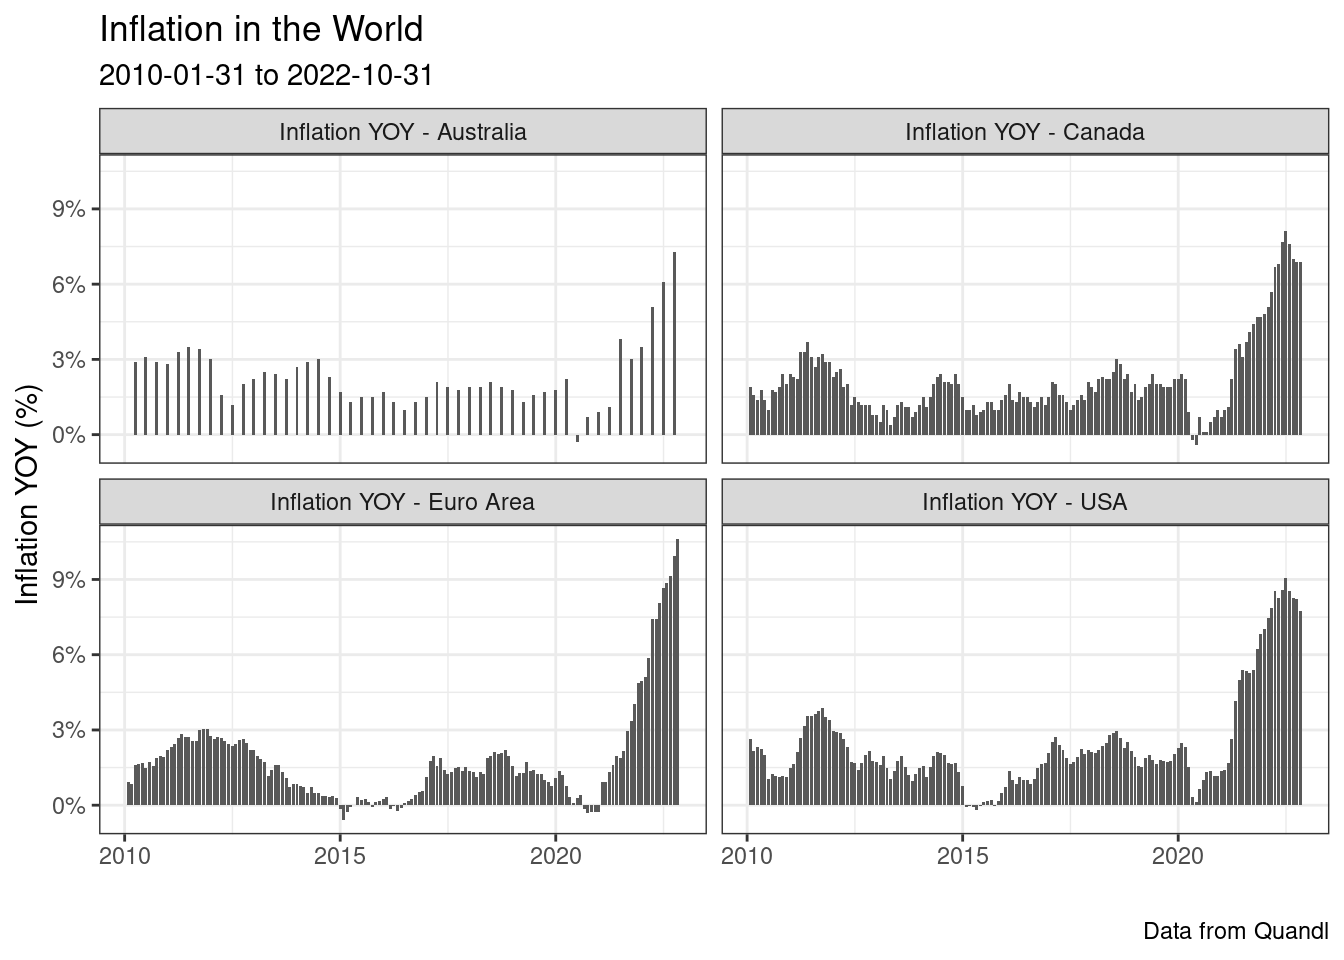 Inflation in the World
2010-01-31 to 2022-10-31
Inflation YOY - Australia
Inflation YOY - Canada
9%
6%
3%
0%
Inflation YOY - Euro Area
Inflation YOY - USA
9%
6%
3%
0%
Inflation YOY (%)
2010 2015 2020
2010 2015 2020
Data from Quandl